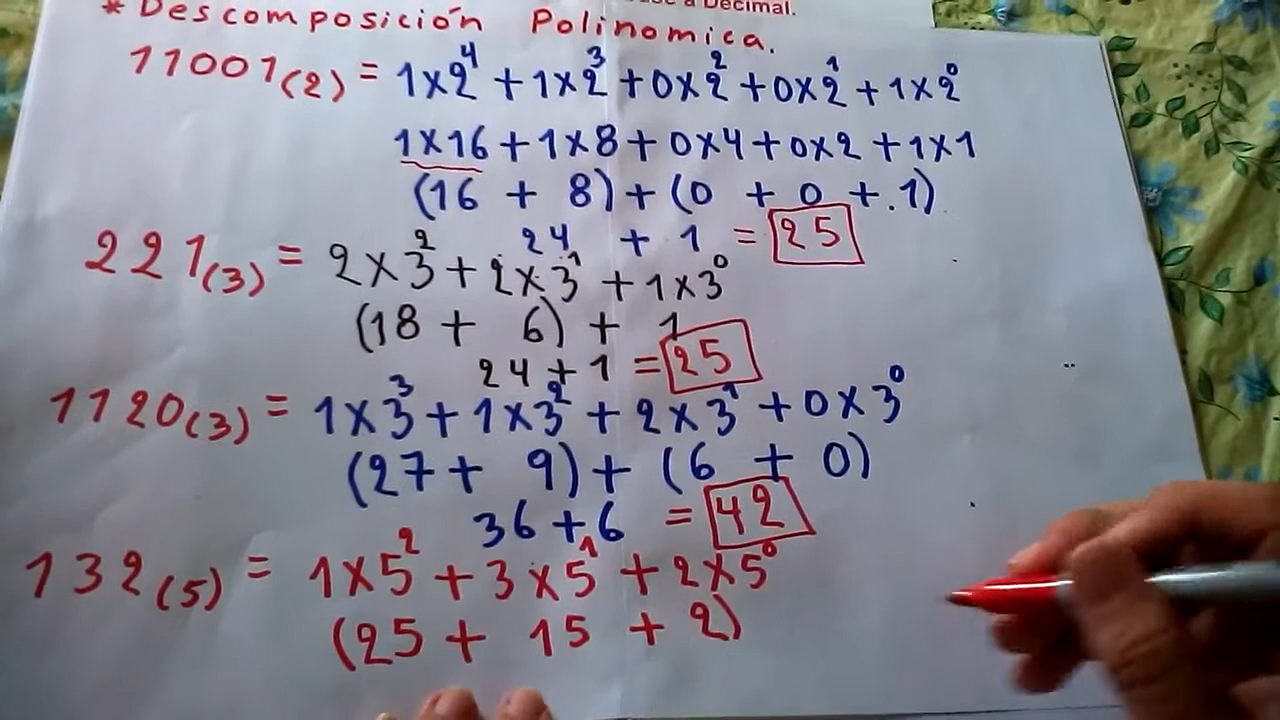 a Decimal.
* Descomposición Polinomica.
11001(2) = 1x2⁴ + 1x2³ + 0x2² + 0x2¹ + 1x2⁰
1x16 + 1x8 + 0x4 + 0x2 + 1x1
(16 + 8) + (0 + 0 + 1)
24 + 1 = 25
221(3) = 2x3² + 2x3¹ + 1x3⁰
(18 + 6) + 1
24 + 1 = 25
1120(3) = 1x3³ + 1x3² + 2x3¹ + 0x3⁰
(27 + 9) + (6 + 0)
36 + 6 = 42
132(5) = 1x5² + 3x5¹ + 2x5⁰
(25 + 15 + 2)